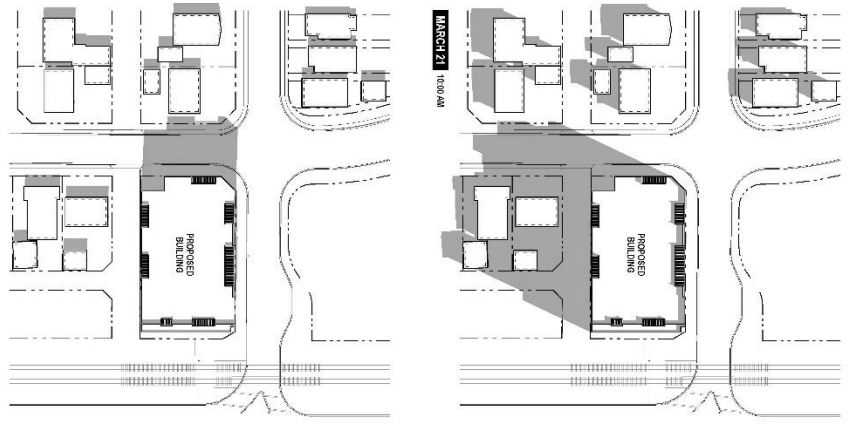 PROPOSED
BUILDING
MARCH 21 10:00 AM
PROPOSED
BUILDING